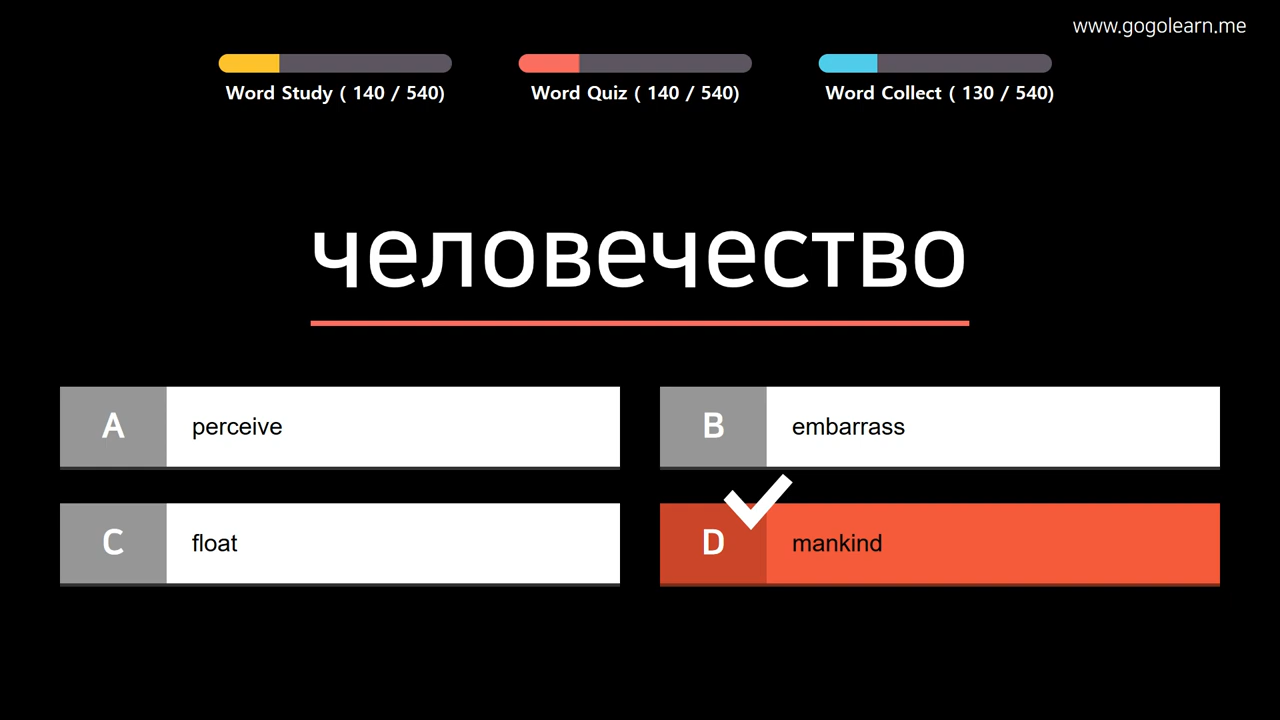 www.gogolearn.me
Word Study ( 140 / 540)
Word Quiz ( 140 / 540)
Word Collect ( 130 / 540)
человечество
A perceive
B embarrass
C float
D mankind